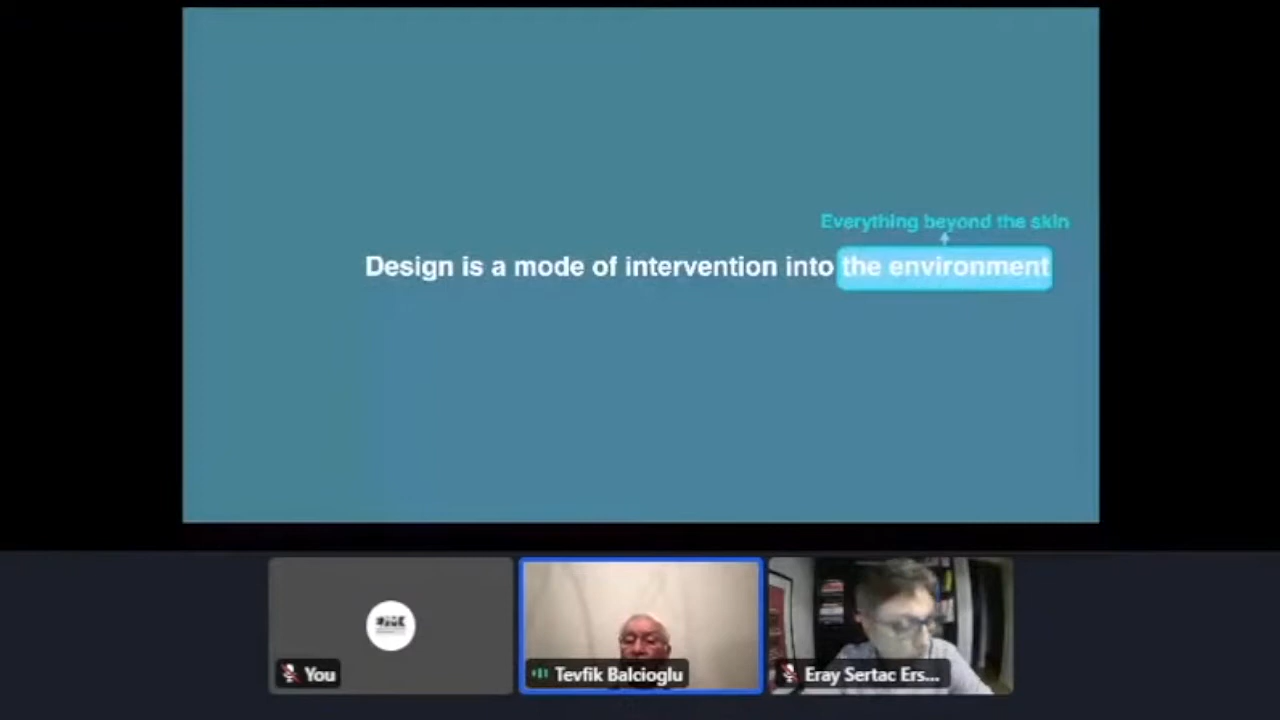 Everything beyond the skin
Design is a mode of intervention into the environment
You
Tevfik Balcioglu
Eray Sertac Ers...